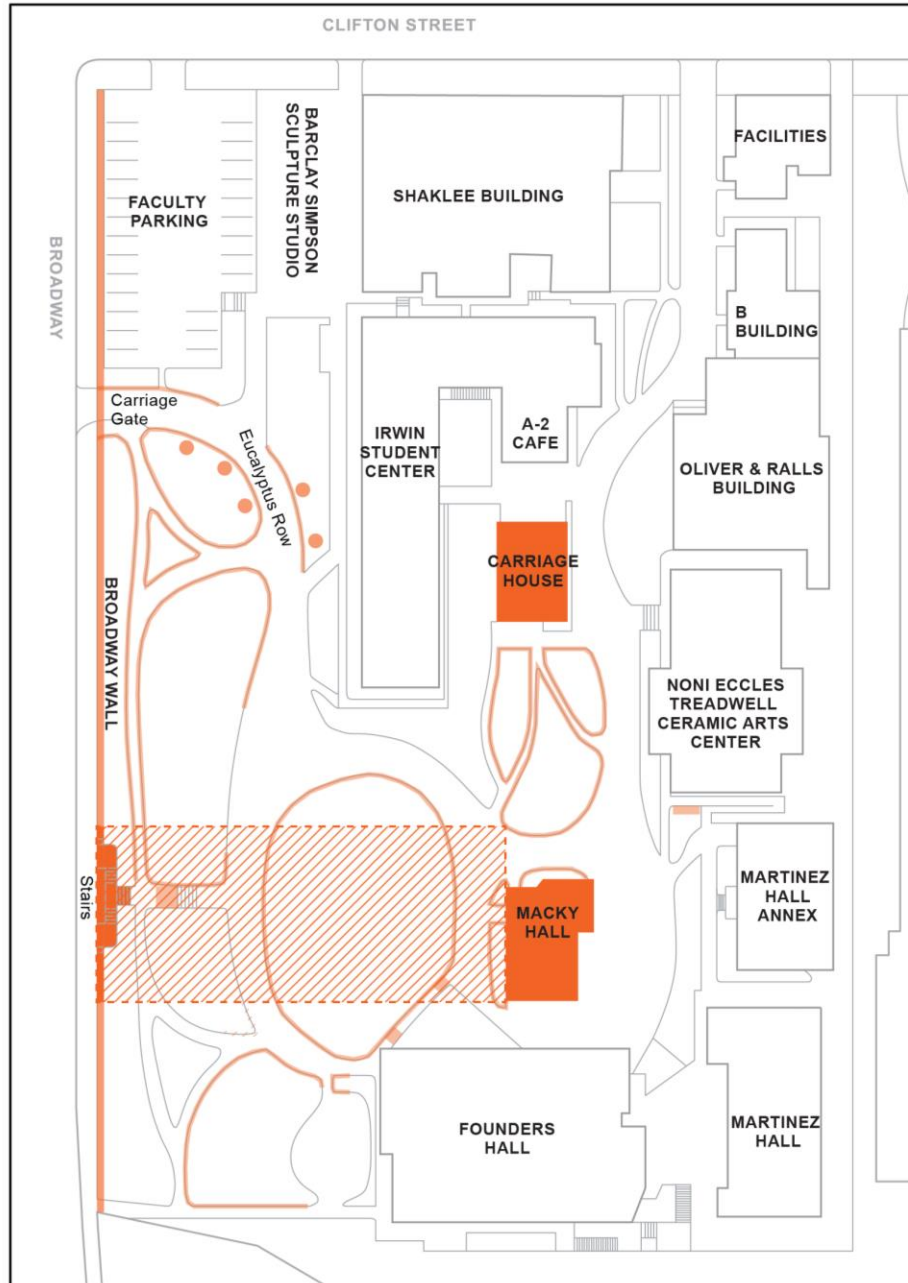 CLIFTON STREET
BROADWAY
FACULTY
PARKING
BARCLAY SIMPSON
SCULPTURE STUDIO
SHAKLEE BUILDING
FACILITIES
B
BUILDING
Carriage
Gate
Eucalyptus Row
IRWIN
STUDENT
CENTER
A-2
CAFE
OLIVER & RALLS
BUILDING
CARRIAGE
HOUSE
BROADWAY WALL
NONI ECCLES
TREADWELL
CERAMIC ARTS
CENTER
Stairs
MACKY
HALL
MARTINEZ
HALL
ANNEX
FOUNDERS
HALL
MARTINEZ
HALL